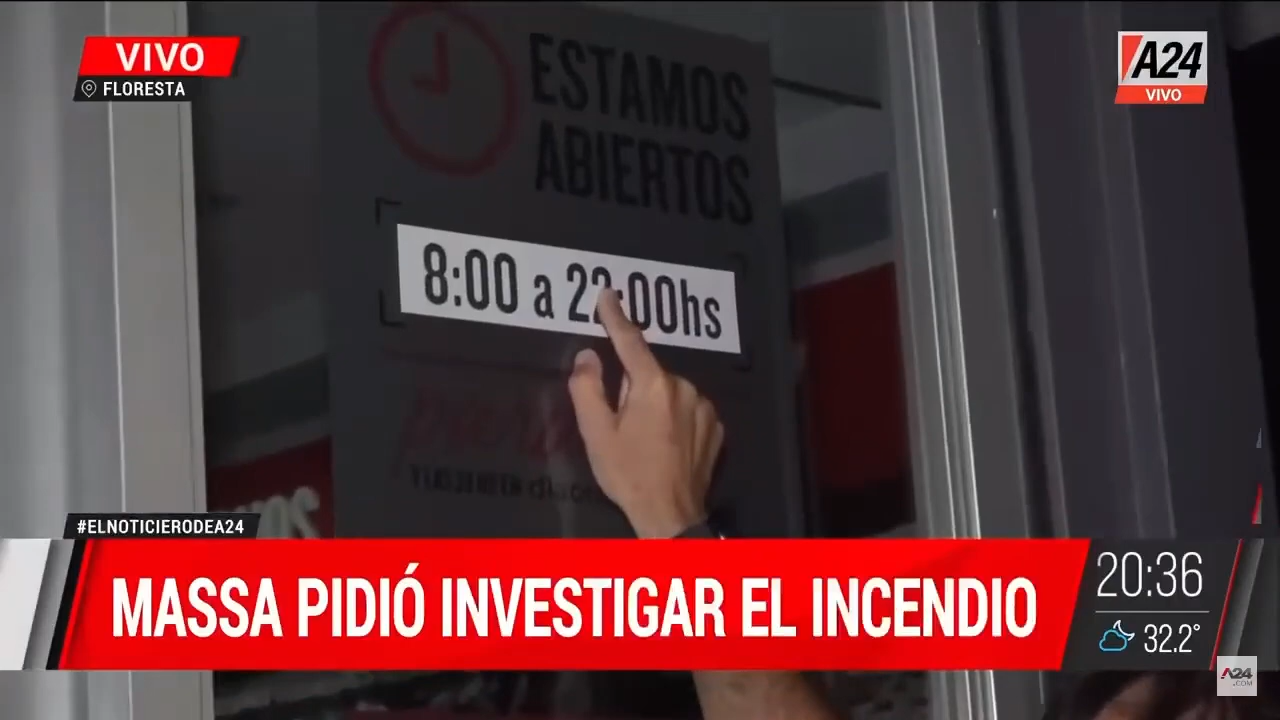 VIVO
FLORESTA
A24
VIVO
ESTAMOS
ABIERTOS
8:00 a 22:00hs
#ELNOTICIERODEA24
MASSA PIDIÓ INVESTIGAR EL INCENDIO
20:36
32.2°
A24
.COM